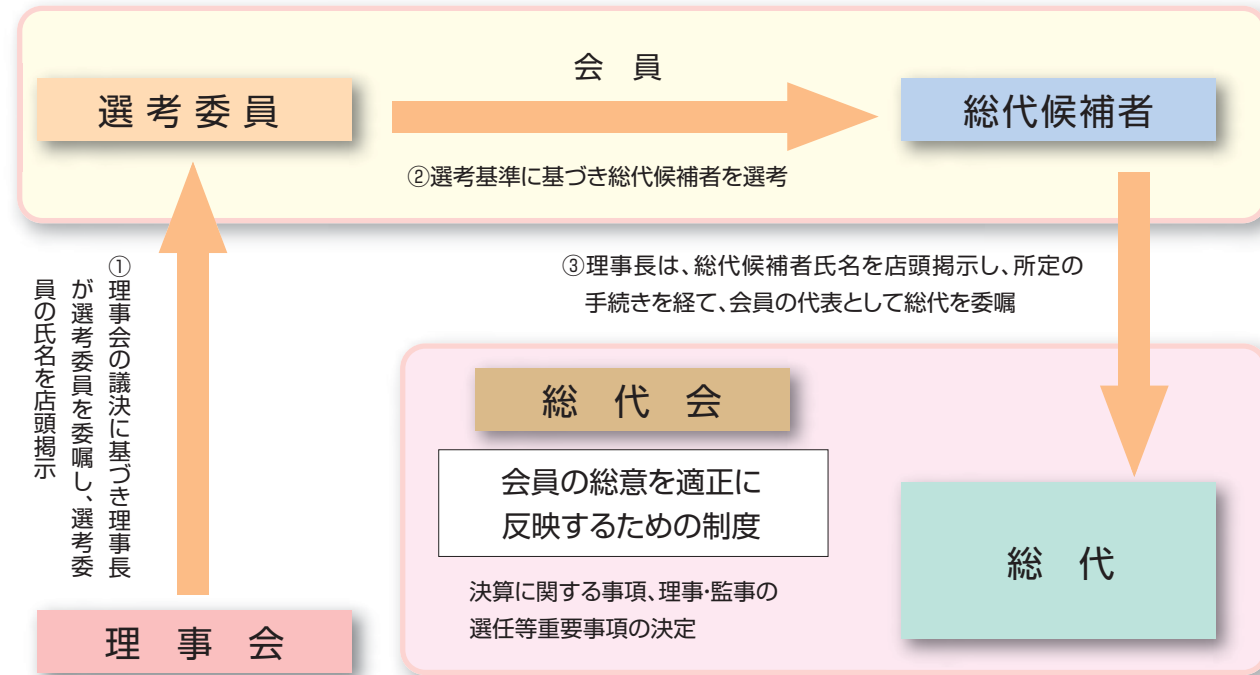 会　員
選考委員
総代候補者
②選考基準に基づき総代候補者を選考
①理事会の議決に基づき理事長
が選考委員を委嘱し、選考委
員の氏名を店頭掲示
③理事長は、総代候補者氏名を店頭掲示し、所定の
手続きを経て、会員の代表として総代を委嘱
総　代　会
会員の総意を適正に
反映するための制度
決算に関する事項、理事・監事の
選任等重要事項の決定
総　代
理　事　会